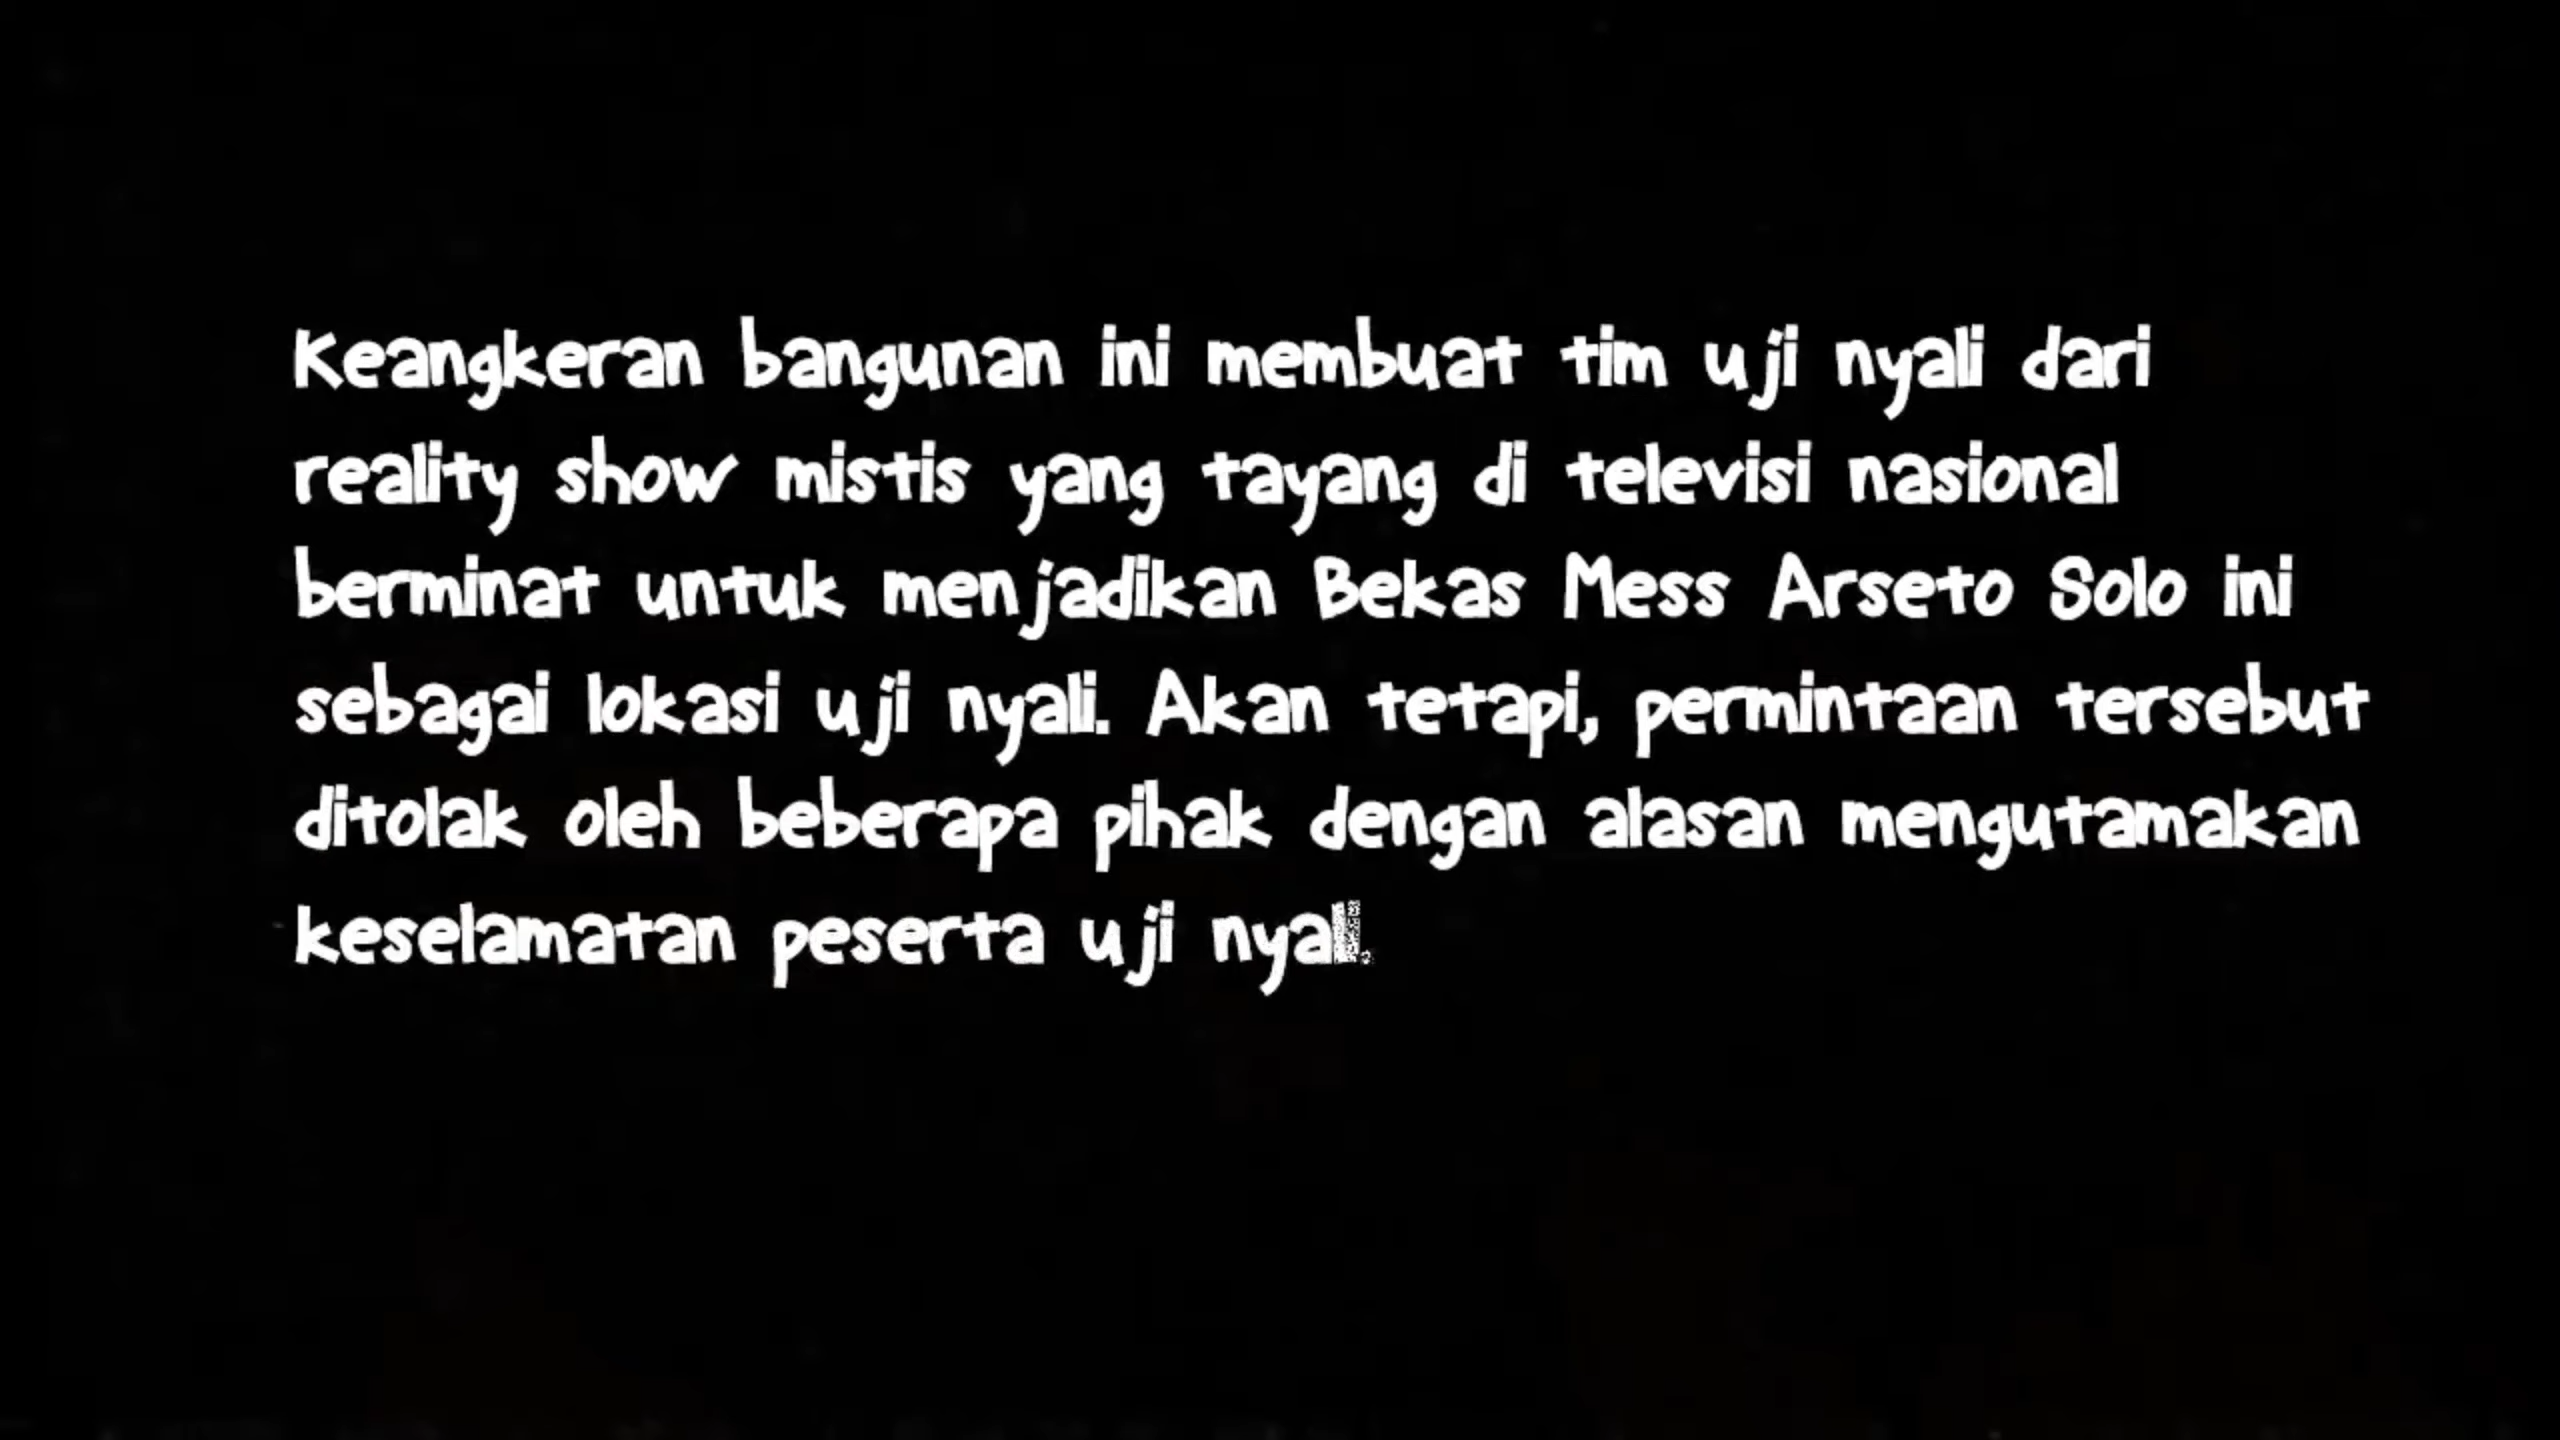 Keangkeran bangunan ini membuat tim uji nyali dari
reality show mistis yang tayang di televisi nasional
berminat untuk menjadikan Bekas Mess Arseto Solo ini
sebagai lokasi uji nyali. Akan tetapi, permintaan tersebut
ditolak oleh beberapa pihak dengan alasan mengutamakan
keselamatan peserta uji nyali.